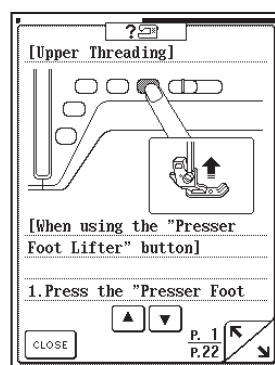 ?
[Upper Threading]
[When using the "Presser
Foot Lifter" button]
1.Press the "Presser Foot
CLOSE
P. 1
P.22